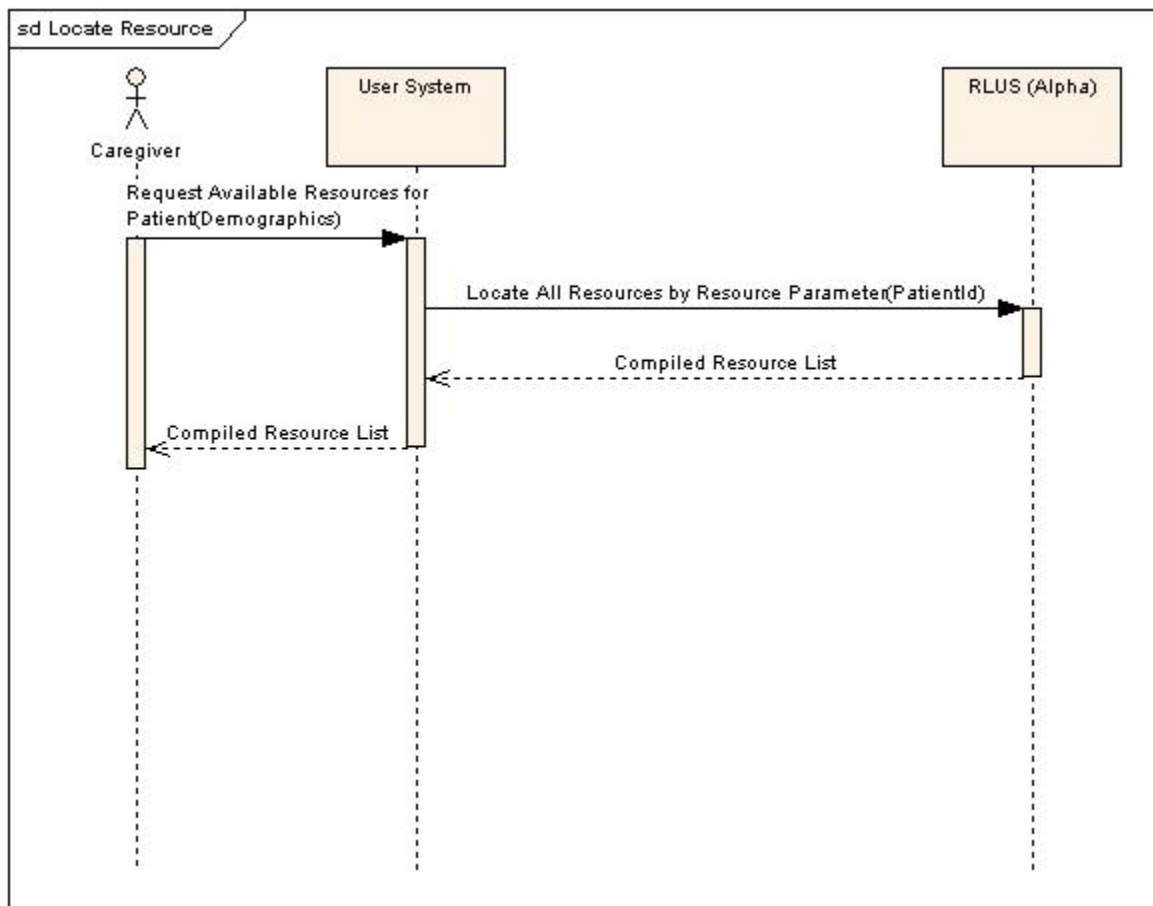 sd Locate Resource
User System
RLUS (Alpha)
Caregiver
Request Available Resources for
Patient(Demographics)
Locate All Resources by Resource Parameter(PatientId)
Compiled Resource List
Compiled Resource List